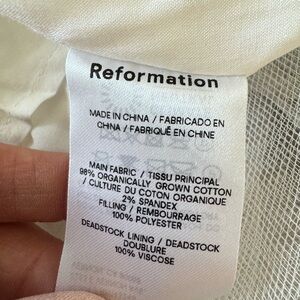 Reformation
MADE IN CHINA / FABRICADO EN
CHINA / FABRIQUÉ EN CHINE
MAIN FABRIC / TISSU PRINCIPAL
98% ORGANICALLY GROWN COTTON
/ CULTURE DU COTON ORGANIQUE
2% SPANDEX
FILLING / REMBOURRAGE
100% POLYESTER
DEADSTOCK LINING / DEADSTOCK
DOUBLURE
100% VISCOSE